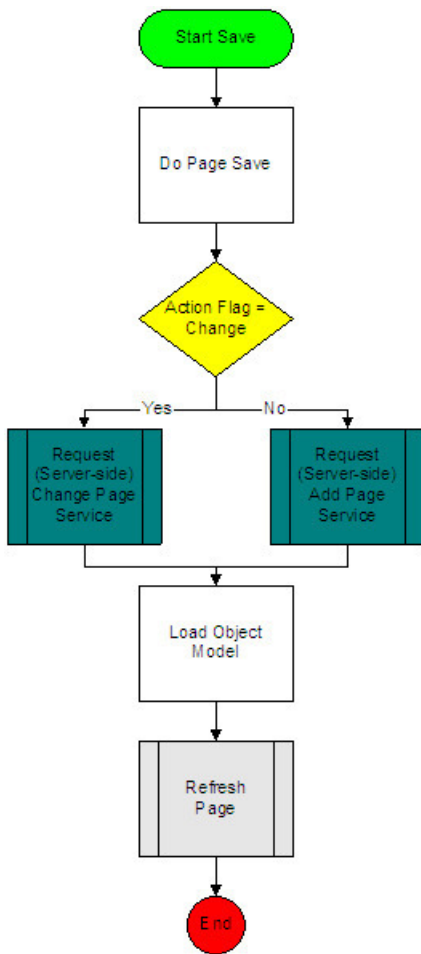 Start Save
Do Page Save
Action Flag =
Change
Yes
No
Request
(Server-side)
Change Page
Service
Request
(Server-side)
Add Page
Service
Load Object
Model
Refresh
Page
End